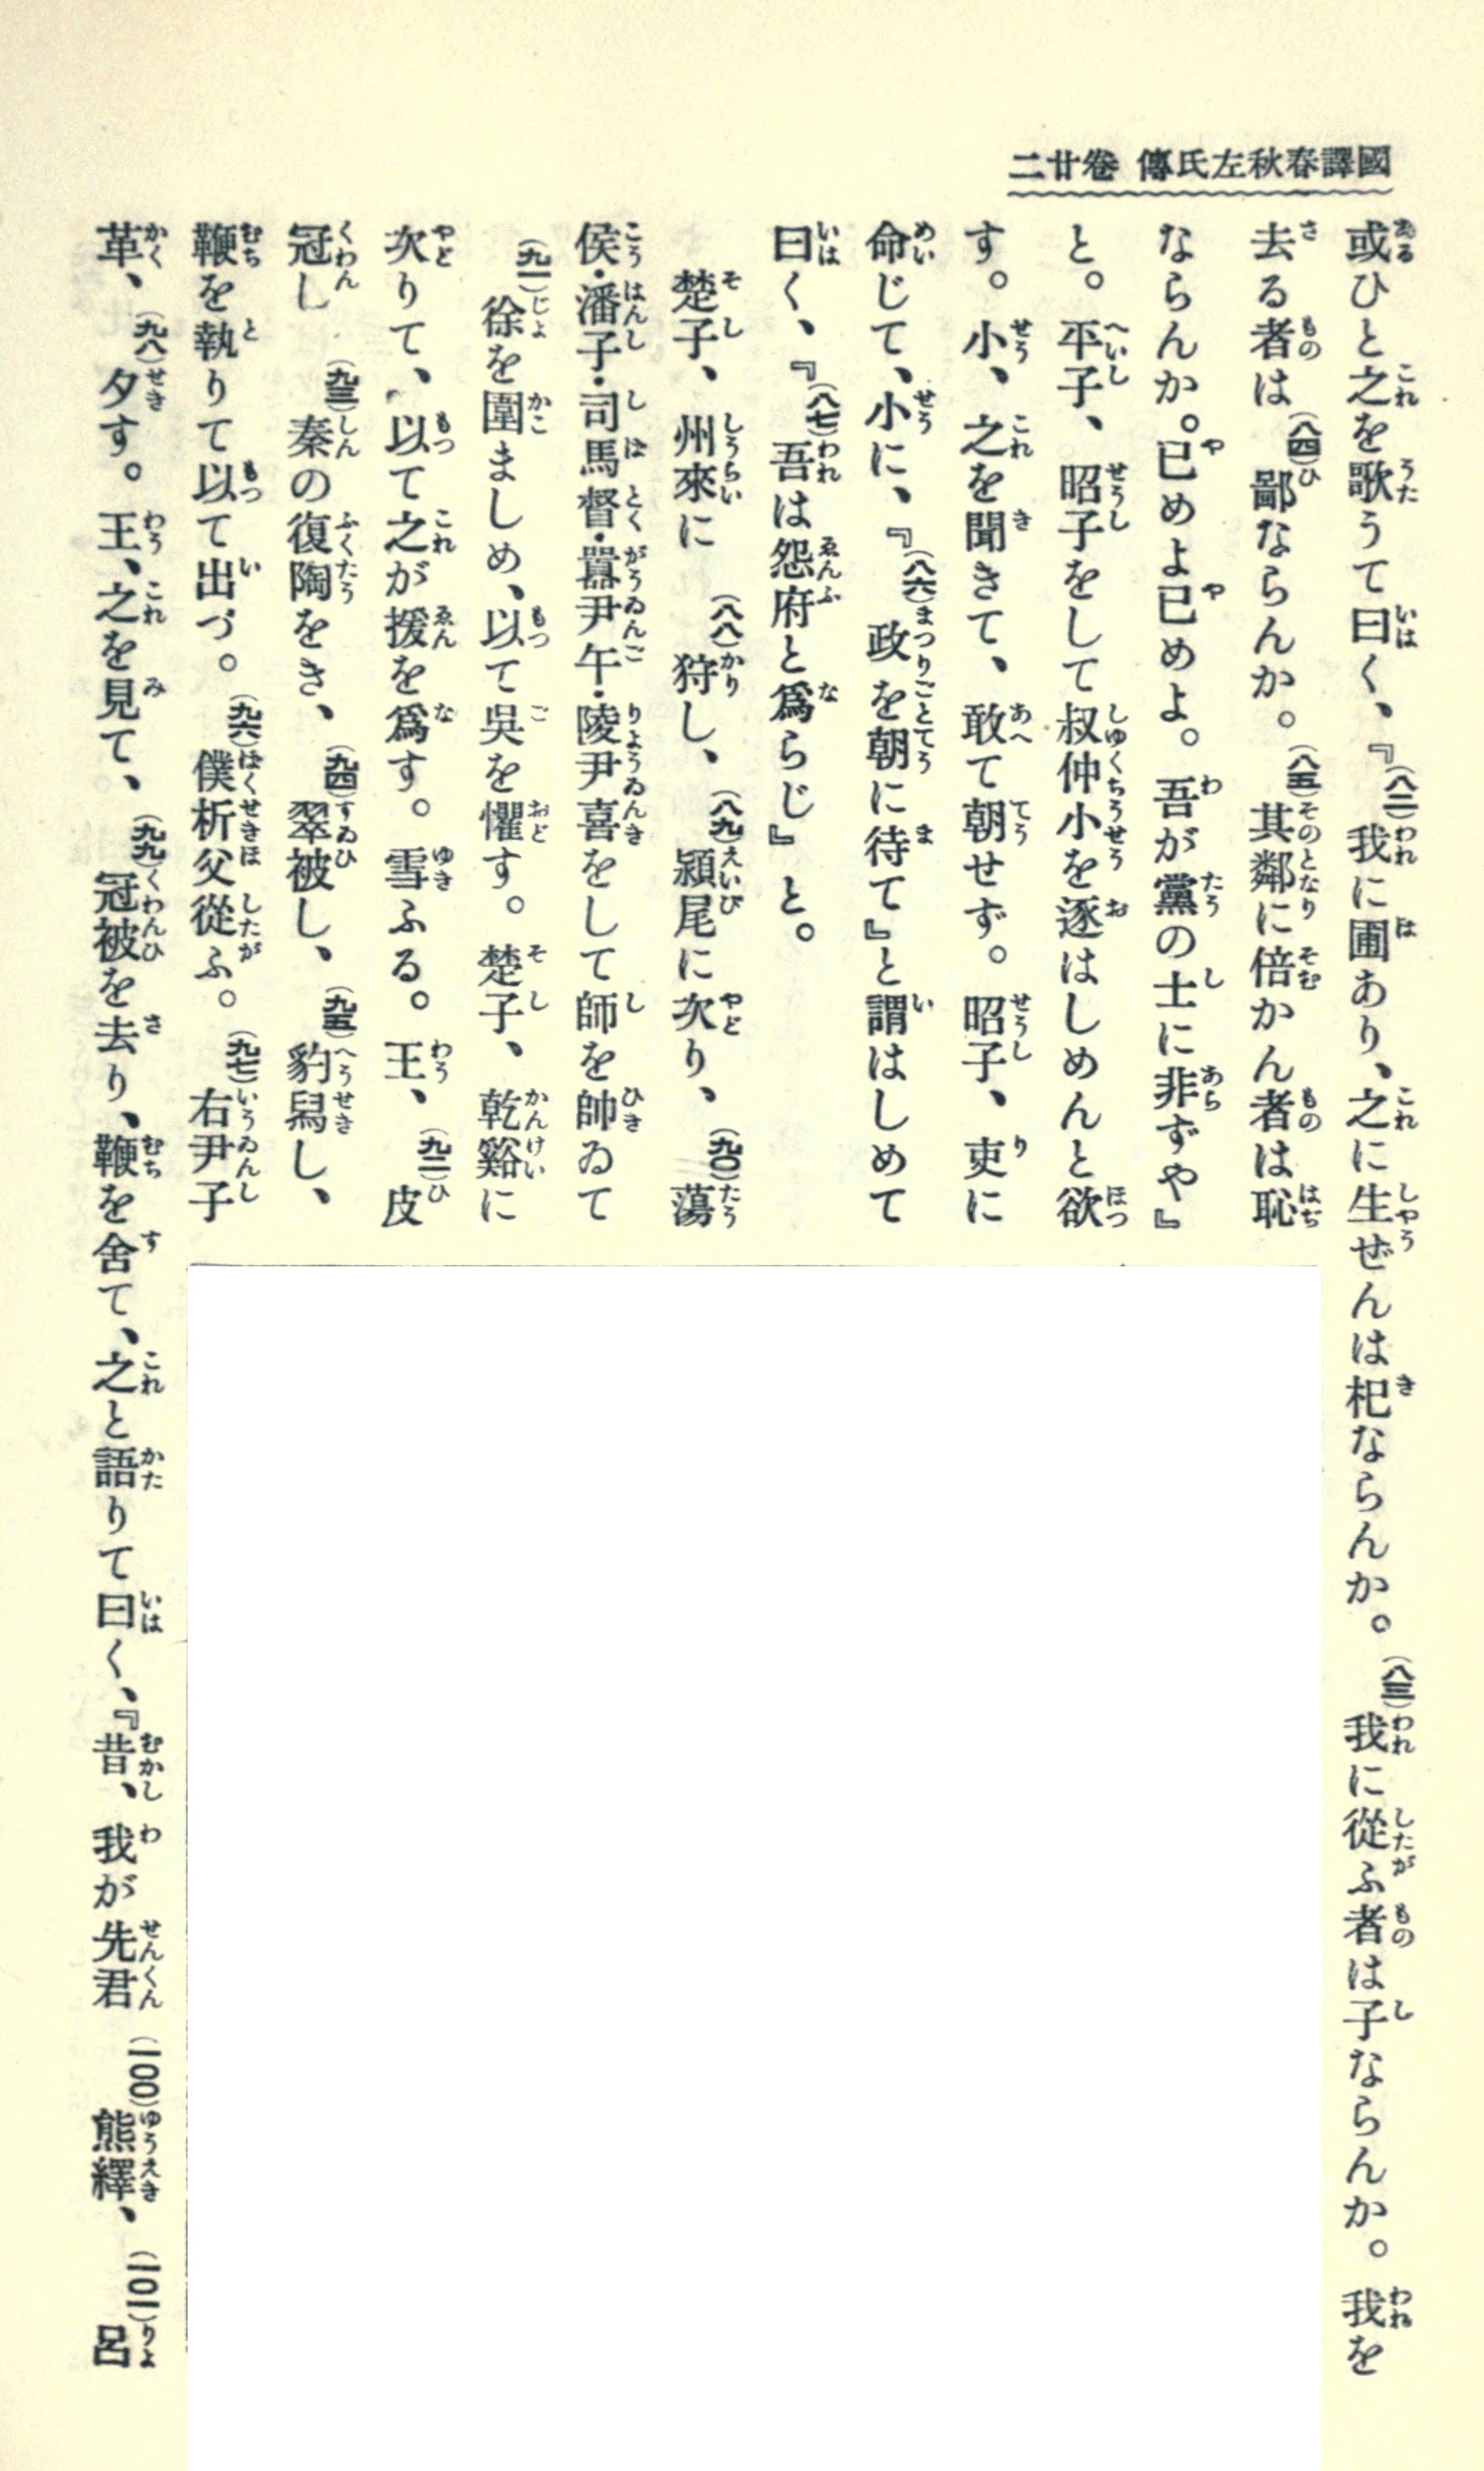 國譯春秋左氏傳 卷廿二
或ひと之を歌うて曰く、『(八二)我に圃あり、之に生ぜんは杞ならんか。(八三)我に從ふ者は子ならんか。我を
去る者は(八四)鄙ならんか。(八五)其鄰に倍かん者は恥
ならんか。已めよ已めよ。吾が黨の士に非ずや』
と。平子、昭子をして叔仲小を逐はしめんと欲
す。小、之を聞きて、敢て朝せず。昭子、吏に
命じて、小に、『(八六)政を朝に待て』と謂はしめて
曰く、『(八七)吾は怨府と爲らじ』と。
楚子、州來に(八八)狩し、(八九)潁尾に次り、(九〇)蕩
侯・潘子・司馬督・囂尹午・陵尹喜をして師を帥ゐて
(九一)徐を圍ましめ、以て吳を懼す。楚子、乾谿に
次りて、以て之が援を爲す。雪ふる。王、(九二)皮
冠し(九三)秦の復陶をき、(九四)翠被し、(九五)豹舄し、
鞭を執りて以て出づ。(九六)僕析父從ふ。(九七)右尹子
革、(九八)夕す。王、之を見て、(九九)冠被を去り、鞭を舍て、之と語りて曰く、『昔、我が先君(一〇〇)熊繹、(一〇一)呂